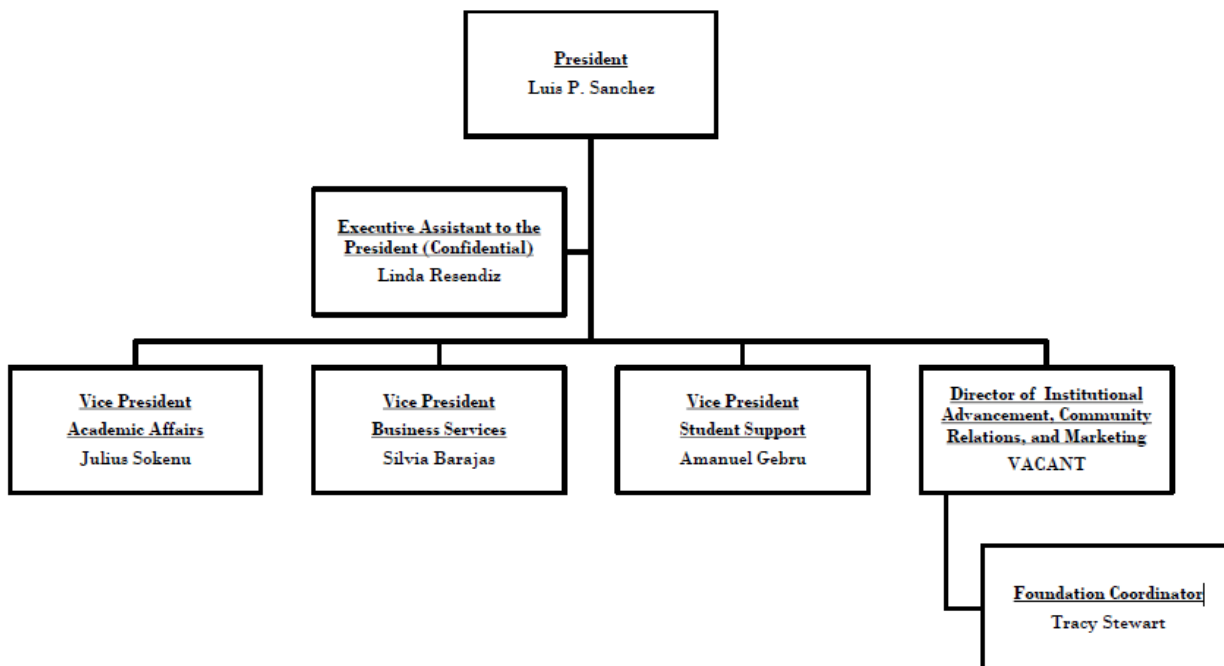 President
Luis P. Sanchez
Executive Assistant to the
President (Confidential)
Linda Resendiz
Vice President
Academic Affairs
Julius Sokenu
Vice President
Business Services
Silvia Barajas
Vice President
Student Support
Amanuel Gebru
Director of Institutional
Advancement, Community
Relations, and Marketing
VACANT
Foundation Coordinator
Tracy Stewart